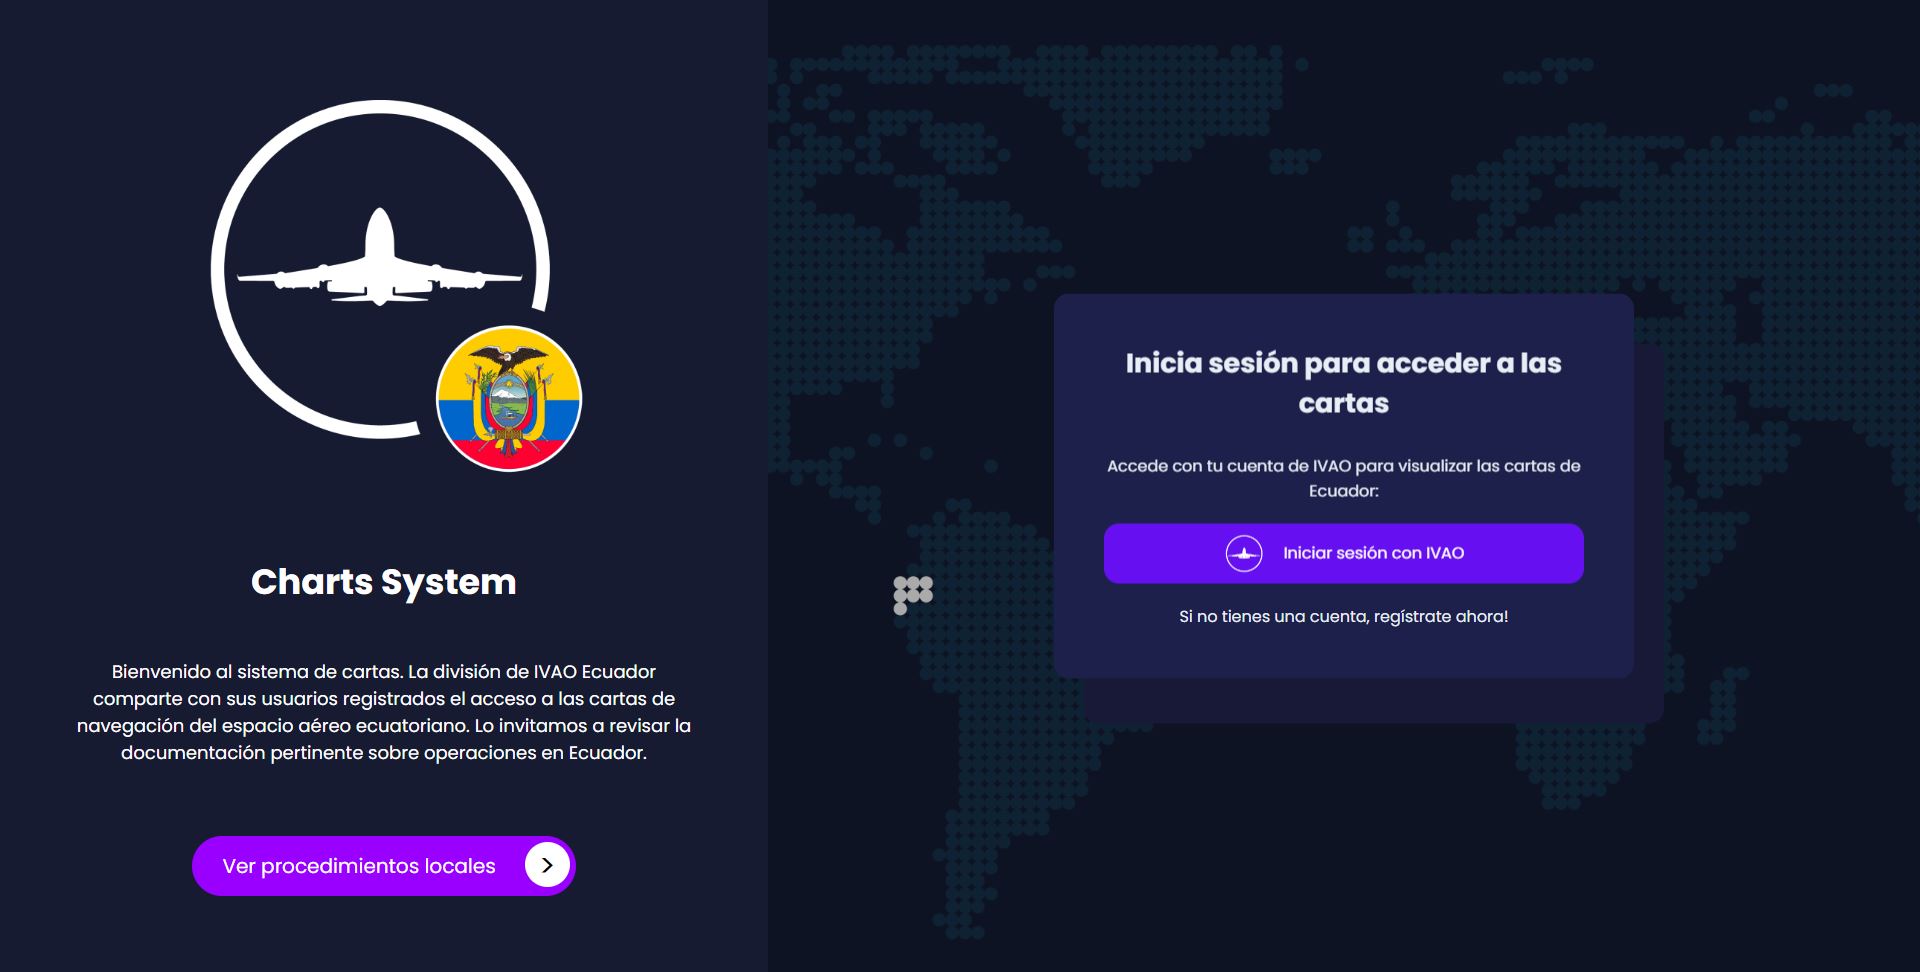 Charts System
Bienvenido al sistema de cartas. La división de IVAO Ecuador
comparte con sus usuarios registrados el acceso a las cartas de
navegación del espacio aéreo ecuatoriano. Lo invitamos a revisar la
documentación pertinente sobre operaciones en Ecuador.
Ver procedimientos locales
Inicia sesión para acceder a las
cartas
Accede con tu cuenta de IVAO para visualizar las cartas de
Ecuador:
Iniciar sesión con IVAO
Si no tienes una cuenta, regístrate ahora!